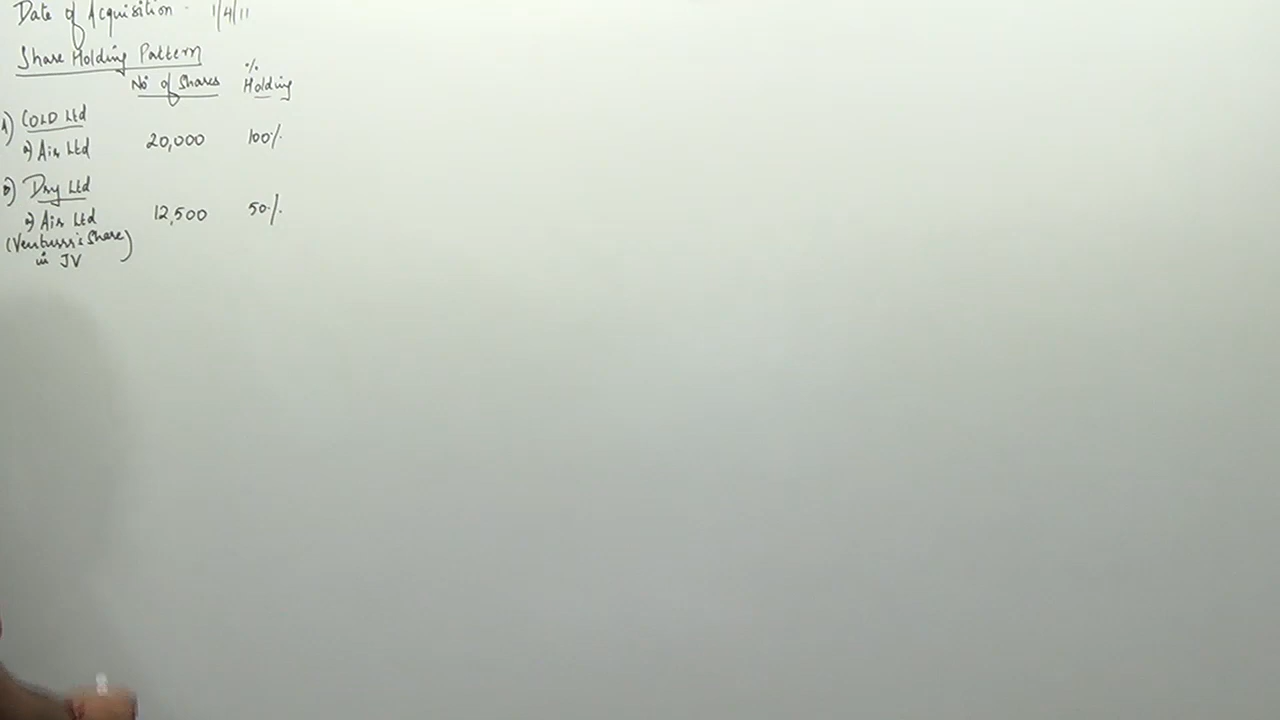 Date of Acquisition - 1/4/11
Share Holding Pattern
No of Shares % Holding
A) COLD Ltd
a) Air Ltd 20,000 100%
B) Dry Ltd
a) Air Ltd 12,500 50%
(Venturer's Share)
in JV